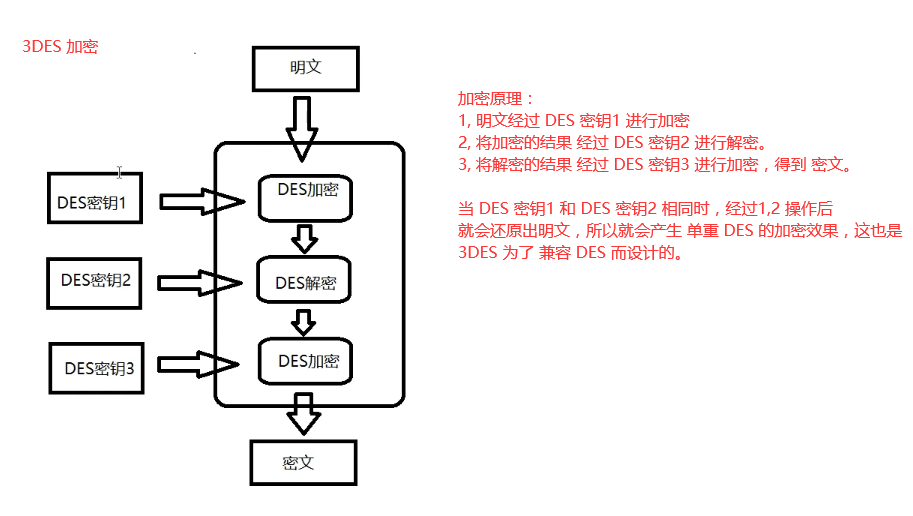 3DES 加密
明文
加密原理：
1, 明文经过 DES 密钥1 进行加密
2, 将加密的结果 经过 DES 密钥2 进行解密。
3, 将解密的结果 经过 DES 密钥3 进行加密，得到 密文。
当 DES 密钥1 和 DES 密钥2 相同时，经过1,2 操作后
就会还原出明文，所以就会产生 单重 DES 的加密效果，这也是
3DES 为了 兼容 DES 而设计的。
DES密钥1
DES加密
DES密钥2
DES解密
DES密钥3
DES加密
密文